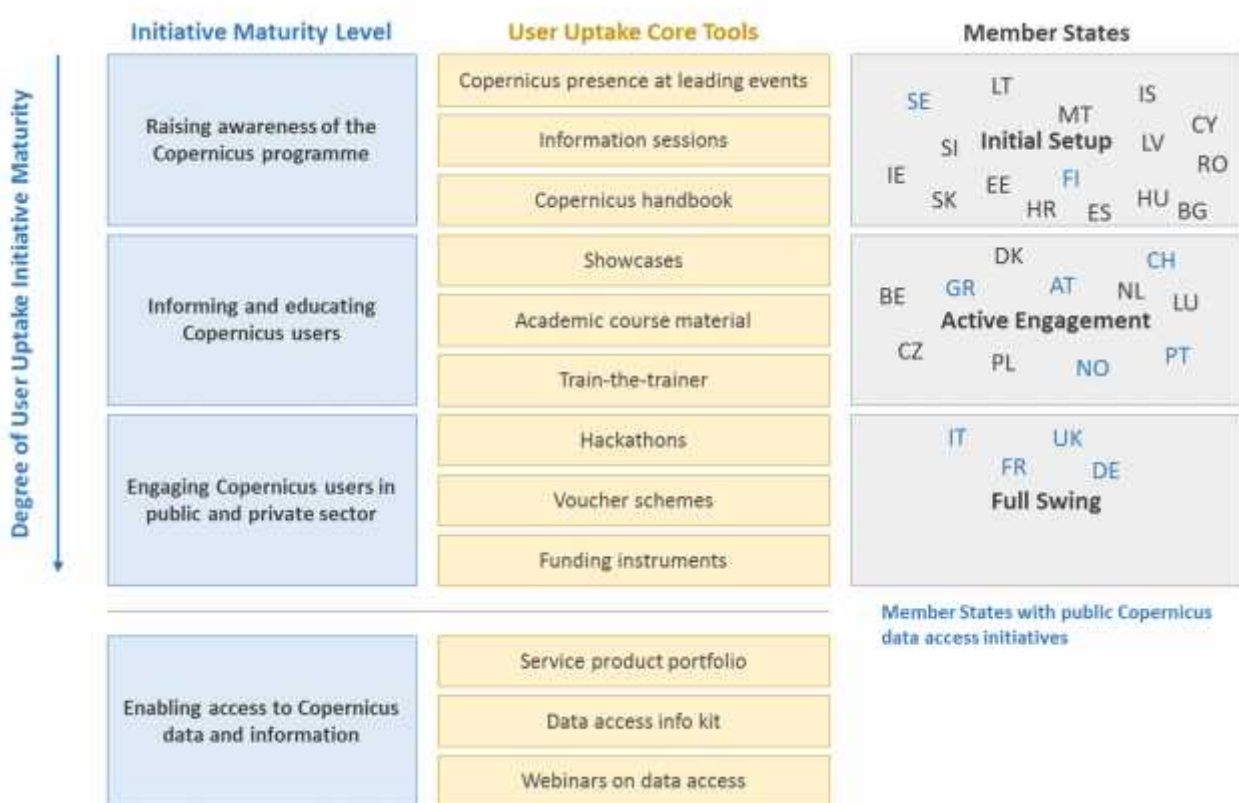 Initiative Maturity Level
User Uptake Core Tools
Member States
Degree of User Uptake Initiative Maturity
Raising awareness of the
Copernicus programme
Copernicus presence at leading events
Information sessions
Copernicus handbook
LT
IS
SE
MT
CY
SI
Initial Setup
LV
RO
IE
EE
FI
SK
HR
ES
HU
BG
Informing and educating
Copernicus users
Showcases
Academic course material
Train-the-trainer
DK
CH
BE
GR
AT
NL
LU
Active Engagement
CZ
PL
NO
PT
Engaging Copernicus users in
public and private sector
Hackathons
Voucher schemes
Funding instruments
IT
UK
FR
DE
Full Swing
Member States with public Copernicus
data access initiatives
Enabling access to Copernicus
data and information
Service product portfolio
Data access info kit
Webinars on data access